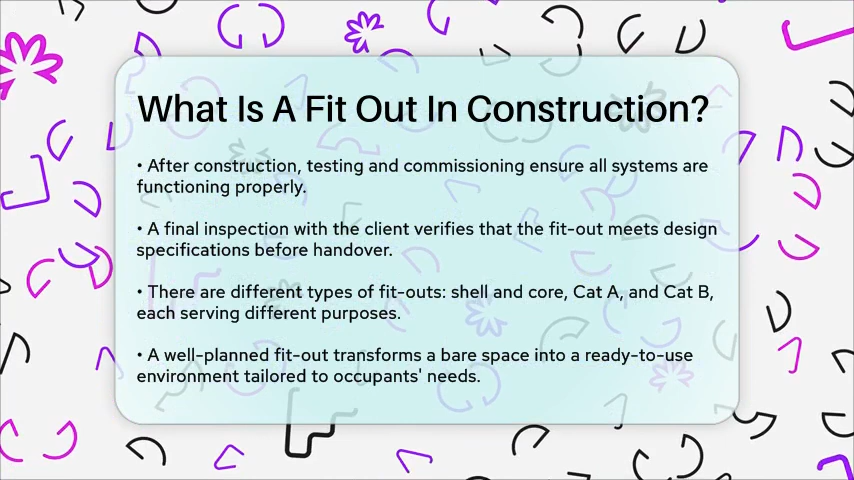 What Is A Fit Out In Construction?
• After construction, testing and commissioning ensure all systems are
functioning properly.
• A final inspection with the client verifies that the fit-out meets design
specifications before handover.
• There are different types of fit-outs: shell and core, Cat A, and Cat B,
each serving different purposes.
• A well-planned fit-out transforms a bare space into a ready-to-use
environment tailored to occupants' needs.